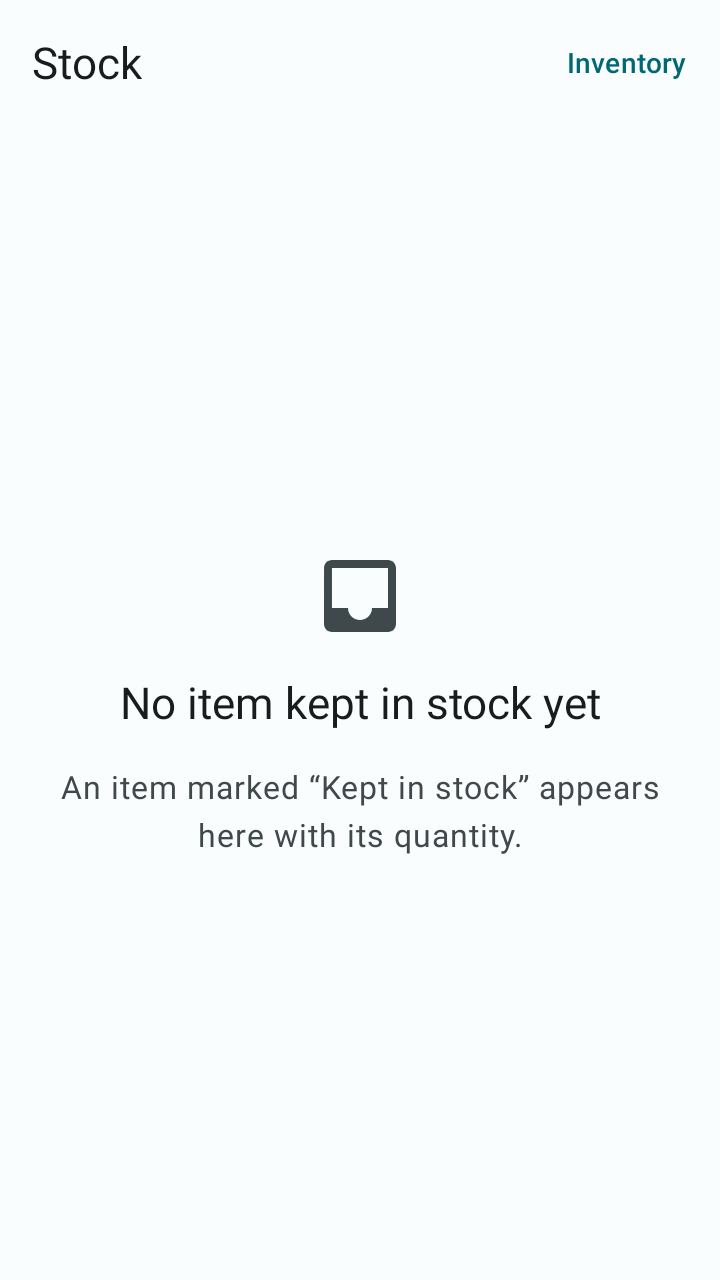 Stock
Inventory
No item kept in stock yet
An item marked “Kept in stock” appears
here with its quantity.